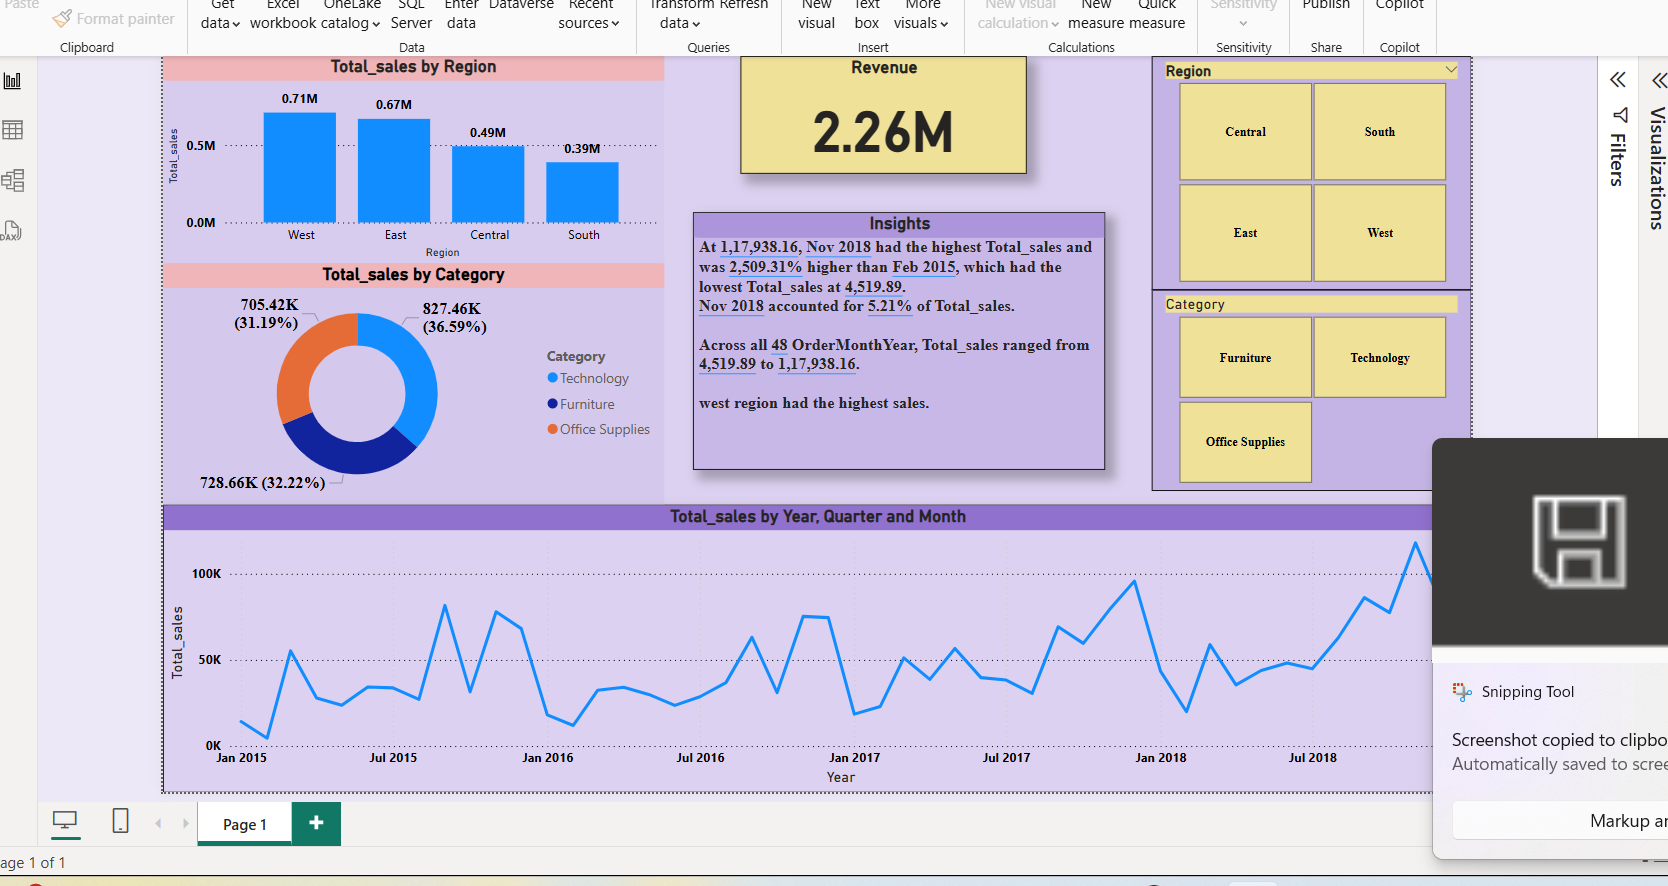 Paste
Format painter
Clipboard
Get
data
Excel
workbook
OneLake
catalog
SQL
Server
Enter
data
Dataverse
Recent
sources
Data
Transform
data
Refresh
Queries
New
visual
Text
box
More
visuals
Insert
New visual
calculation
New
measure
Quick
measure
Calculations
Sensitivity
Sensitivity
Publish
Share
Copilot
Copilot
DAX
Total_sales by Region
Total_sales
0.5M
0.0M
0.71M
0.67M
0.49M
0.39M
West
East
Central
South
Region
Total_sales by Category
705.42K
(31.19%)
827.46K
(36.59%)
728.66K (32.22%)
Category
Technology
Furniture
Office Supplies
Revenue
2.26M
Insights
At 1,17,938.16, Nov 2018 had the highest Total_sales and
was 2,509.31% higher than Feb 2015, which had the
lowest Total_sales at 4,519.89.
Nov 2018 accounted for 5.21% of Total_sales.
Across all 48 OrderMonthYear, Total_sales ranged from
4,519.89 to 1,17,938.16.
west region had the highest sales.
Region
Central
South
East
West
Category
Furniture
Technology
Office Supplies
Filters
Visualizations
Total_sales by Year, Quarter and Month
Total_sales
100K
50K
0K
Jan 2015
Jul 2015
Jan 2016
Jul 2016
Jan 2017
Jul 2017
Jan 2018
Jul 2018
Year
Snipping Tool
Screenshot copied to clipbo
Automatically saved to scree
Markup an
Page 1
+
age 1 of 1